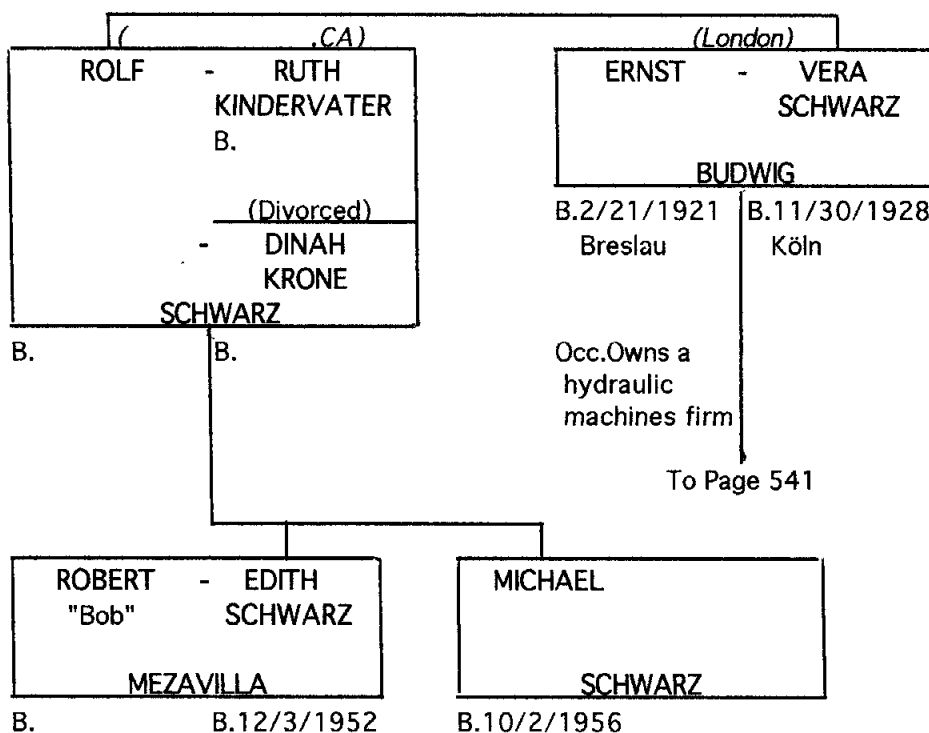 ( .CA)
ROLF - RUTH
KINDERVATER
B.
(Divorced)
- DINAH
KRONE
SCHWARZ
B. B.
(London)
ERNST - VERA
SCHWARZ
BUDWIG
B.2/21/1921 B.11/30/1928
Breslau Köln
Occ.Owns a
hydraulic
machines firm
To Page 541
ROBERT - EDITH
"Bob" SCHWARZ
MEZAVILLA
B. B.12/3/1952
MICHAEL
SCHWARZ
B.10/2/1956